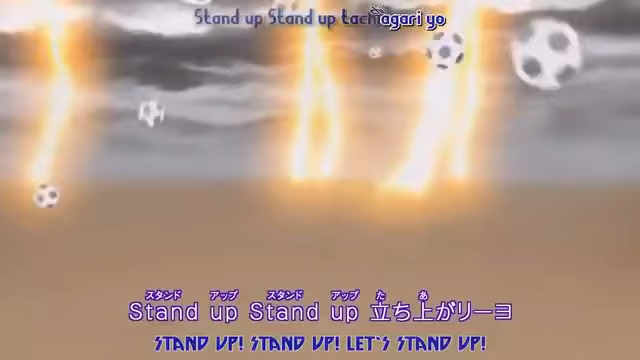 Stand up Stand up tachiagari yo
スタンド アップ スタンド アップ た あ
Stand up Stand up 立ち上がリーヨ
STAND UP! STAND UP! LET'S STAND UP!